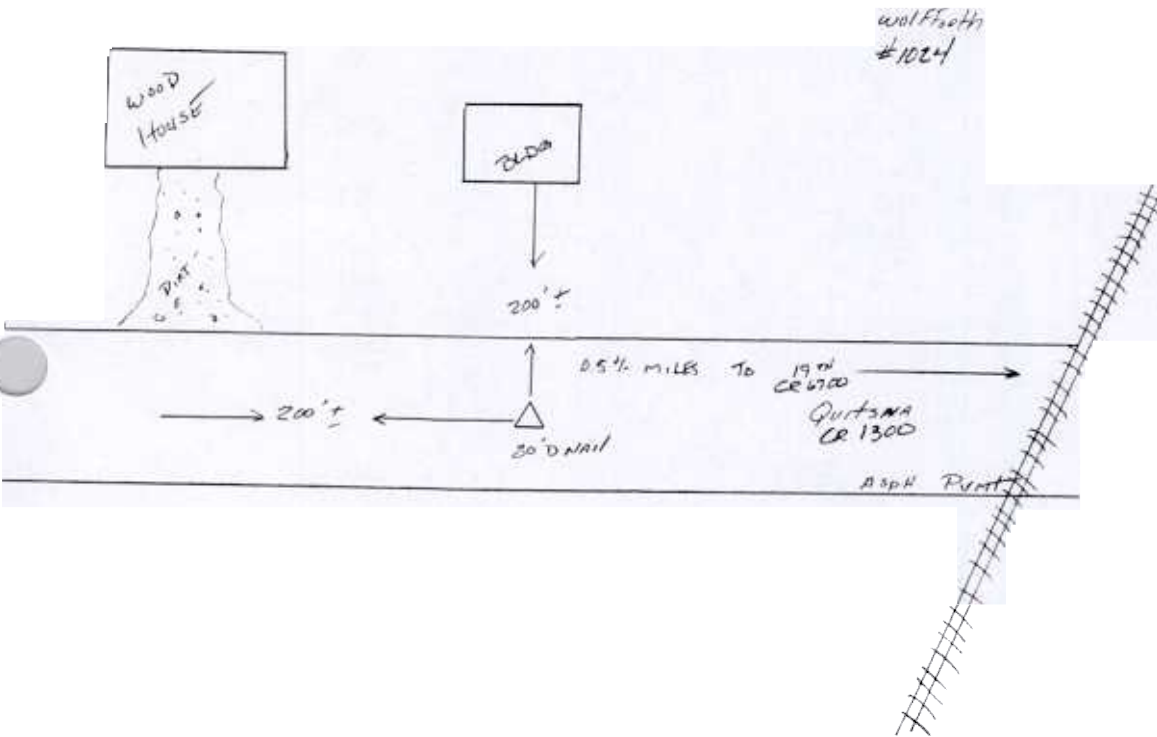 wolfforth
#1024
WOOD
HOUSE
BLDG
DIRT
200' ±
0.5 +/- MILES TO 19TH
CR 6700
200' ±
Quitsna
CR 1300
D NAIL
ASPH PVMT